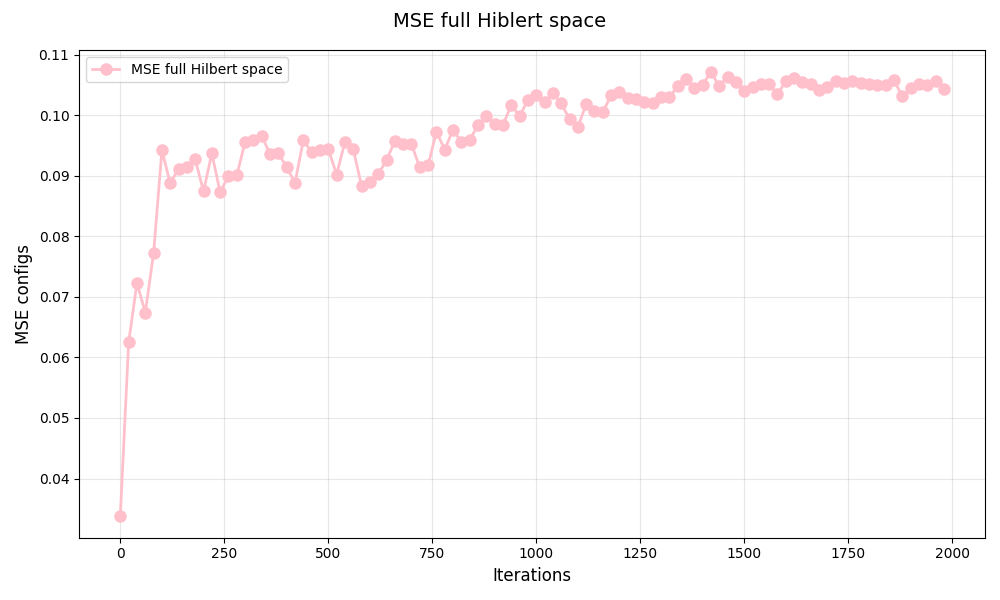 MSE full Hiblert space
MSE full Hilbert space
MSE configs
0.11
0.10
0.09
0.08
0.07
0.06
0.05
0.04
0 250 500 750 1000 1250 1500 1750 2000
Iterations